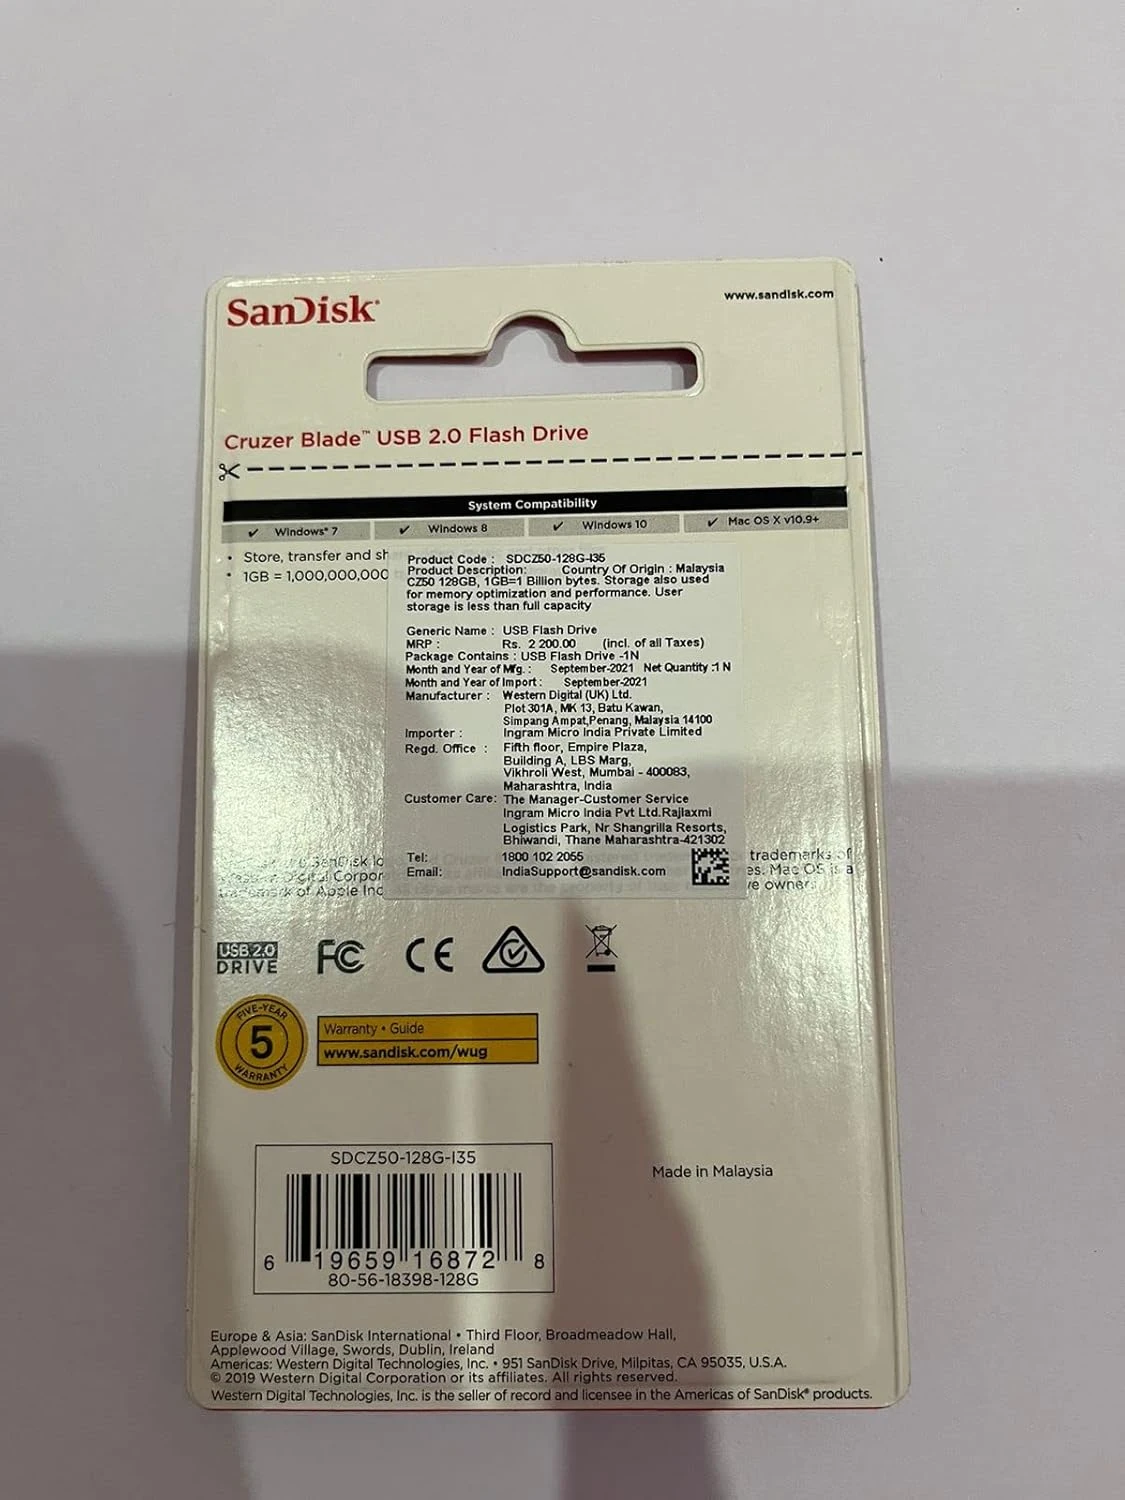 SanDisk®
www.sandisk.com
Cruzer Blade™ USB 2.0 Flash Drive
System Compatibility
✓ Windows® 7 ✓ Windows 8 ✓ Windows 10 ✓ Mac OS X v10.9+
• Store, transfer and sh
• 1GB = 1,000,000,000
Product Code : SDCZ50-128G-I35
Product Description: Country Of Origin : Malaysia
CZ50 128GB, 1GB=1 Billion bytes. Storage also used
for memory optimization and performance. User
storage is less than full capacity
Generic Name : USB Flash Drive
MRP : Rs. 2 200.00 (incl. of all Taxes)
Package Contains : USB Flash Drive -1N
Month and Year of Mfg. : September-2021 Net Quantity :1 N
Month and Year of Import : September-2021
Manufacturer : Western Digital (UK) Ltd.
Plot 301A, MK 13, Batu Kawan,
Simpang Ampat,Penang, Malaysia 14100
Importer : Ingram Micro India Private Limited
Regd. Office : Fifth floor, Empire Plaza,
Building A, LBS Marg,
Vikhroli West, Mumbai - 400083,
Maharashtra, India
Customer Care: The Manager-Customer Service
Ingram Micro India Pvt Ltd.Rajlaxmi
Logistics Park, Nr Shangrilla Resorts,
Bhiwandi, Thane Maharashtra-421302
Tel: 1800 102 2055
Email: IndiaSupport@sandisk.com
SanDisk lo trademarks of
Digital Corpor es. Mac OS is a
trademark of Apple Inc ve owner.
USB 2.0
DRIVE
FC CE
FIVE-YEAR
5
WARRANTY
Warranty • Guide
www.sandisk.com/wug
SDCZ50-128G-I35
6 19659 16872 8
80-56-18398-128G
Made in Malaysia
Europe & Asia: SanDisk International • Third Floor, Broadmeadow Hall,
Applewood Village, Swords, Dublin, Ireland
Americas: Western Digital Technologies, Inc. • 951 SanDisk Drive, Milpitas, CA 95035, U.S.A.
© 2019 Western Digital Corporation or its affiliates. All rights reserved.
Western Digital Technologies, Inc. is the seller of record and licensee in the Americas of SanDisk® products.